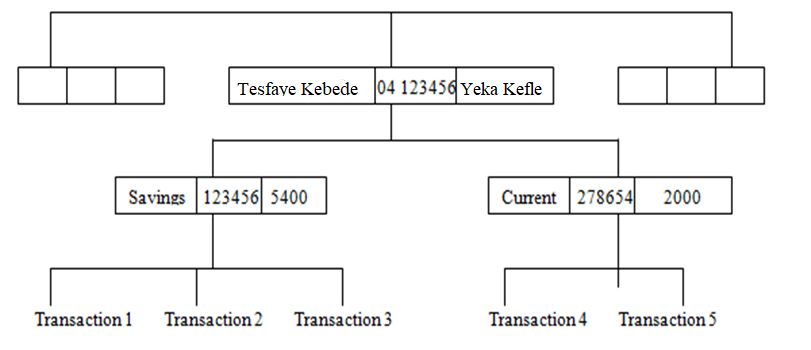 Tesfaye Kebede 04 123456 Yeka Kefle
Savings 123456 5400 Current 278654 2000
Transaction 1 Transaction 2 Transaction 3 Transaction 4 Transaction 5